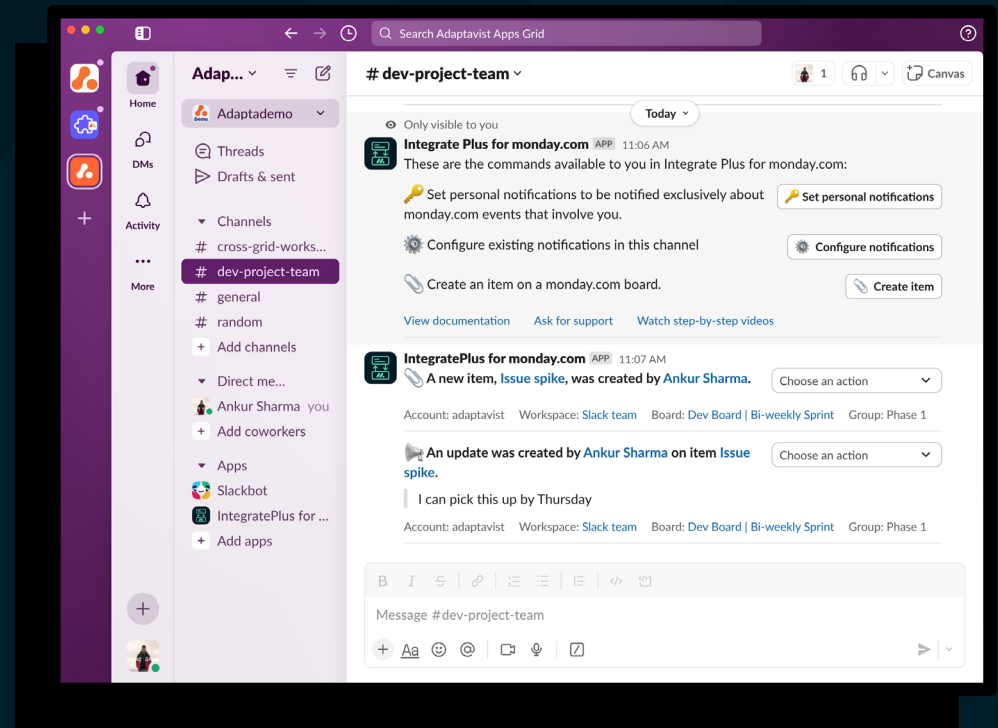 Search Adaptavist Apps Grid
Home
DMs
Activity
More
Adap...
Adaptademo
Demo
Threads
Drafts & sent
Channels
# cross-grid-works...
# dev-project-team
# general
# random
+ Add channels
Direct me...
Ankur Sharma you
+ Add coworkers
Apps
Slackbot
IntegratePlus for ...
+ Add apps
# dev-project-team
1
Canvas
Today
Only visible to you
Integrate Plus for monday.com APP 11:06 AM
These are the commands available to you in Integrate Plus for monday.com:
Set personal notifications to be notified exclusively about
monday.com events that involve you.
Set personal notifications
Configure existing notifications in this channel
Configure notifications
Create an item on a monday.com board.
Create item
View documentation Ask for support Watch step-by-step videos
IntegratePlus for monday.com APP 11:07 AM
A new item, Issue spike, was created by Ankur Sharma.
Choose an action
Account: adaptavist Workspace: Slack team Board: Dev Board | Bi-weekly Sprint Group: Phase 1
An update was created by Ankur Sharma on item Issue
spike.
Choose an action
I can pick this up by Thursday
Account: adaptavist Workspace: Slack team Board: Dev Board | Bi-weekly Sprint Group: Phase 1
B I S
Message #dev-project-team
+ Aa @